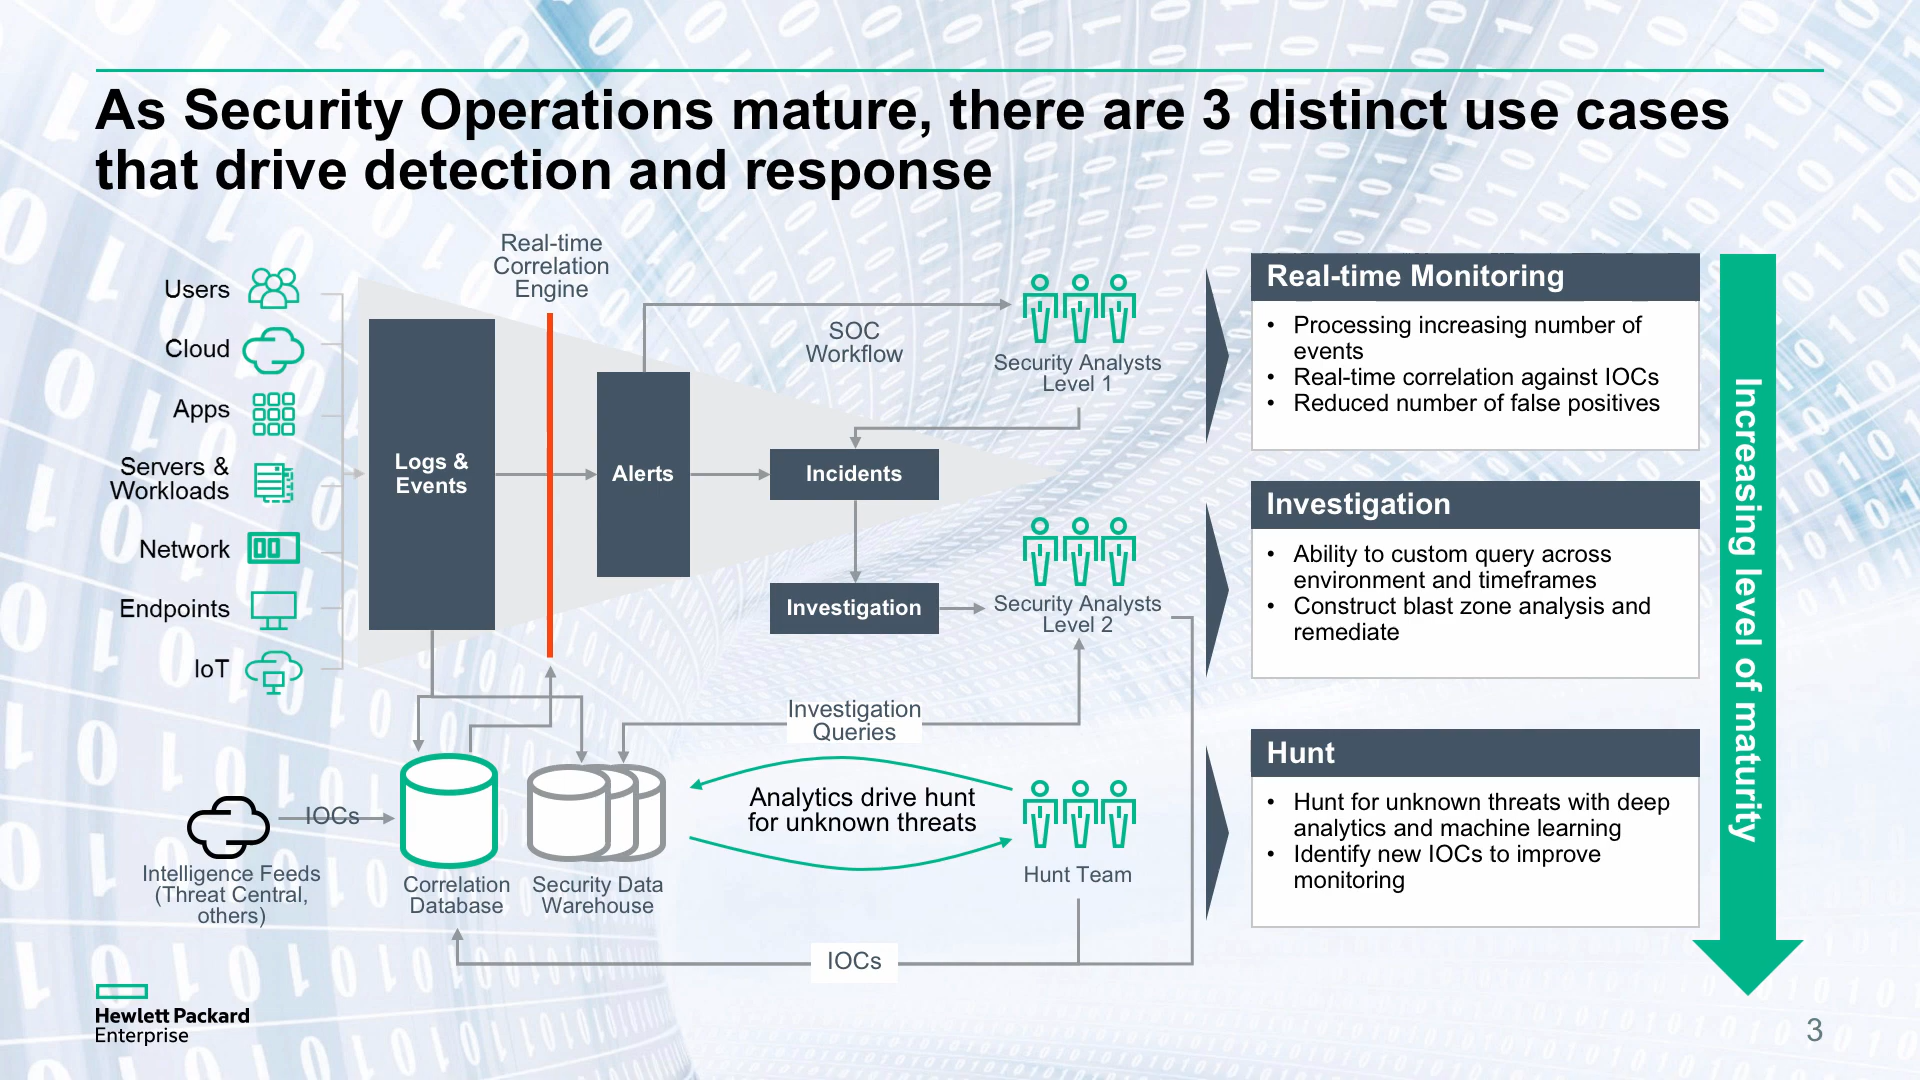 As Security Operations mature, there are 3 distinct use cases
that drive detection and response
Users
Cloud
Apps
Servers &
Workloads
Network
Endpoints
IoT
Real-time
Correlation
Engine
Logs &
Events
Alerts
SOC
Workflow
Incidents
Investigation
Security Analysts
Level 1
Security Analysts
Level 2
Investigation
Queries
Analytics drive hunt
for unknown threats
Hunt Team
IOCs
Intelligence Feeds
(Threat Central,
others)
Correlation
Database
Security Data
Warehouse
IOCs
Real-time Monitoring
• Processing increasing number of
events
• Real-time correlation against IOCs
• Reduced number of false positives
Investigation
• Ability to custom query across
environment and timeframes
• Construct blast zone analysis and
remediate
Hunt
• Hunt for unknown threats with deep
analytics and machine learning
• Identify new IOCs to improve
monitoring
Increasing level of maturity
Hewlett Packard
Enterprise
3